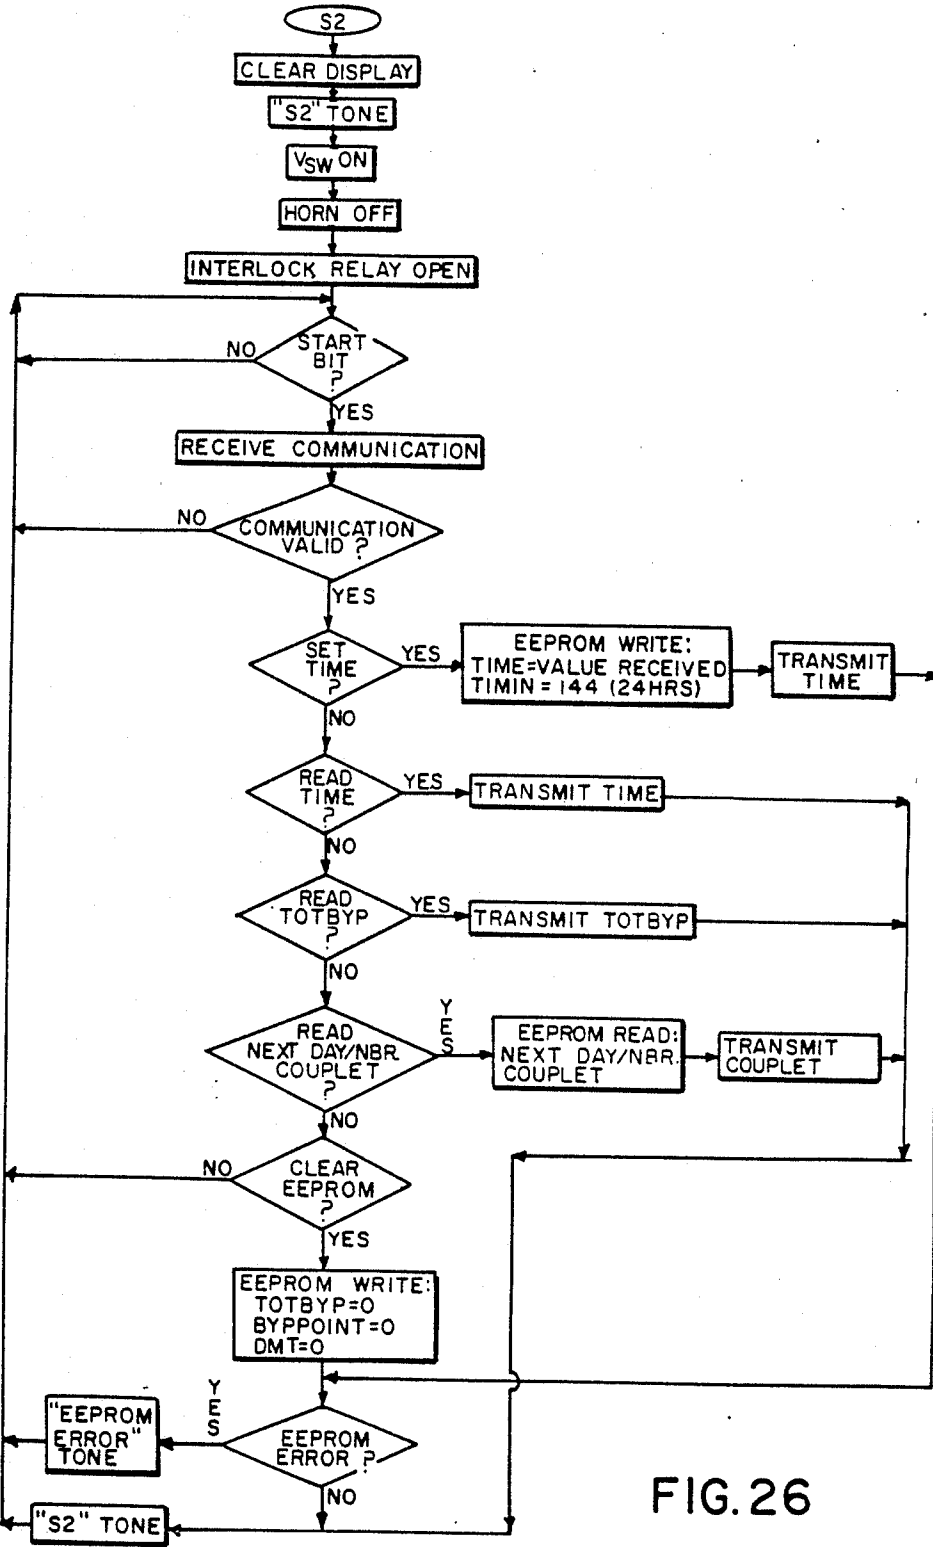 S2
CLEAR DISPLAY
"S2" TONE
VSW ON
HORN OFF
INTERLOCK RELAY OPEN
START
BIT
?
NO
YES
RECEIVE COMMUNICATION
COMMUNICATION
VALID ?
NO
YES
SET
TIME
?
YES
EEPROM WRITE:
TIME=VALUE RECEIVED
TIMIN = 144 (24HRS)
TRANSMIT
TIME
NO
READ
TIME
?
YES
TRANSMIT TIME
NO
READ
TOTBYP
?
YES
TRANSMIT TOTBYP
NO
READ
NEXT DAY/NBR.
COUPLET
?
YES
EEPROM READ:
NEXT DAY/NBR.
COUPLET
TRANSMIT
COUPLET
NO
CLEAR
EEPROM
?
NO
YES
EEPROM WRITE:
TOTBYP=0
BYPPOINT=0
DMT=0
EEPROM
ERROR ?
YES
"EEPROM
ERROR"
TONE
NO
"S2" TONE
FIG.26